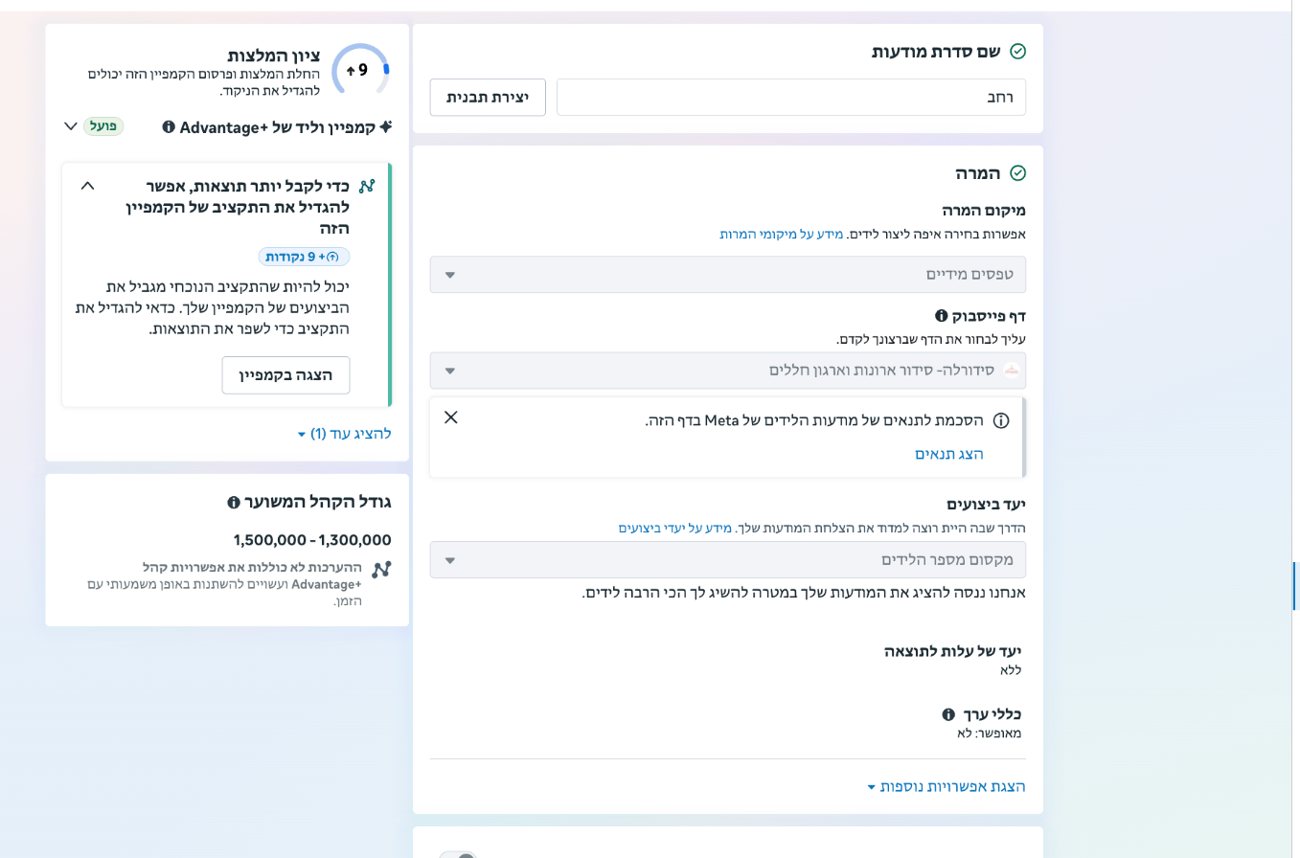 שם סדרת מודעות
רחב
יצירת תבנית
המרה
מיקום המרה
אפשרות בחירה איפה ליצור לידים. מידע על מיקומי המרות
טפסים מידיים
דף פייסבוק
עליך לבחור את הדף שברצונך לקדם.
סידורלה- סידור ארונות וארגון חללים
הסכמת לתנאים של מודעות הלידים של Meta בדף הזה.
הצג תנאים
יעד ביצועים
הדרך שבה היית רוצה למדוד את הצלחת המודעות שלך. מידע על יעדי ביצועים
מקסום מספר הלידים
אנחנו ננסה להציג את המודעות שלך במטרה להשיג לך הכי הרבה לידים.
יעד של עלות לתוצאה
ללא
כללי ערך
מאופשר: לא
הצגת אפשרויות נוספות
ציון המלצות
9
החלת המלצות ופרסום הקמפיין הזה יכולים
להגדיל את הניקוד.
קמפיין וליד של Advantage+
פועל
כדי לקבל יותר תוצאות, אפשר
להגדיל את התקציב של הקמפיין
הזה
+9 נקודות
יכול להיות שהתקציב הנוכחי מגביל את
הביצועים של הקמפיין שלך. כדאי להגדיל את
התקציב כדי לשפר את התוצאות.
הצגה בקמפיין
להציג עוד (1)
גודל הקהל המשוער
1,300,000 - 1,500,000
ההערכות לא כוללות את אפשרויות קהל
Advantage+ ועשויים להשתנות באופן משמעותי עם
הזמן.